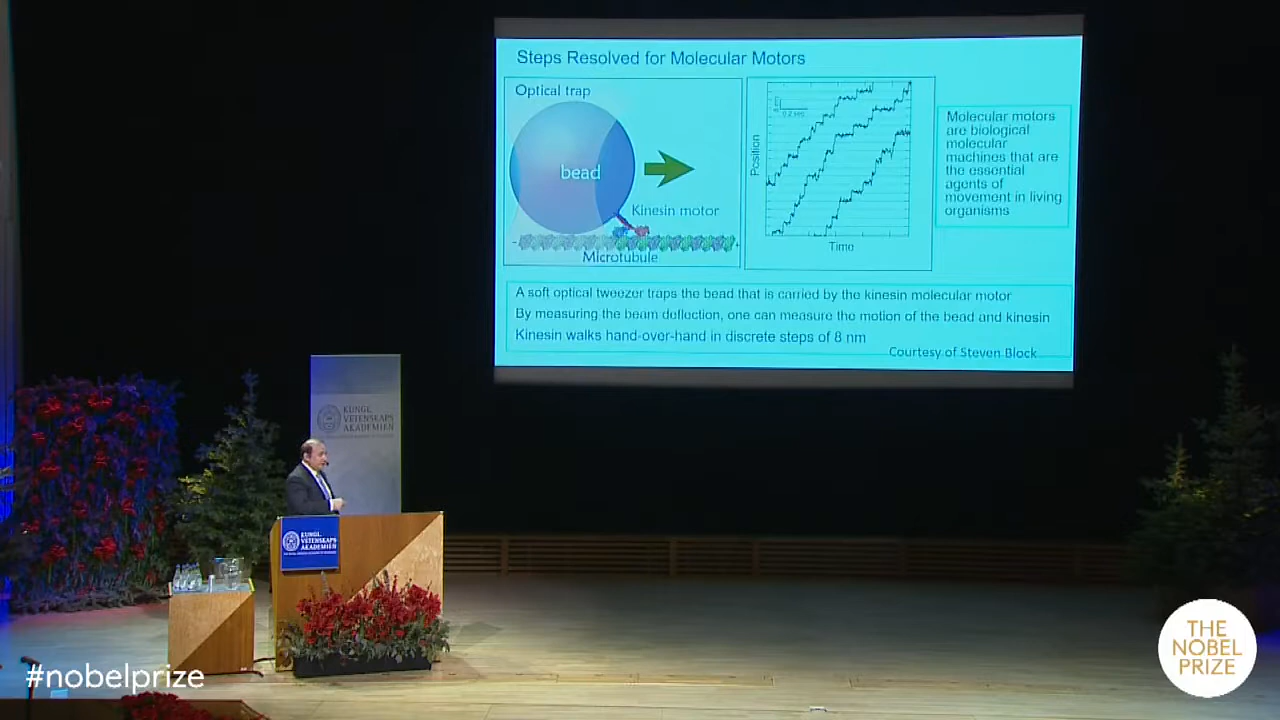 Steps Resolved for Molecular Motors
Optical trap
bead
Kinesin motor
Microtubule
0.2 sec
Position
Time
Molecular motors
are biological
molecular
machines that are
the essential
agents of
movement in living
organisms
A soft optical tweezer traps the bead that is carried by the kinesin molecular motor
By measuring the beam deflection, one can measure the motion of the bead and kinesin
Kinesin walks hand-over-hand in discrete steps of 8 nm
Courtesy of Steven Block
KUNGL.
VETENSKAPS
AKADEMIEN
KUNGL.
VETENSKAPS
AKADEMIEN
#nobelprize
THE
NOBEL
PRIZE